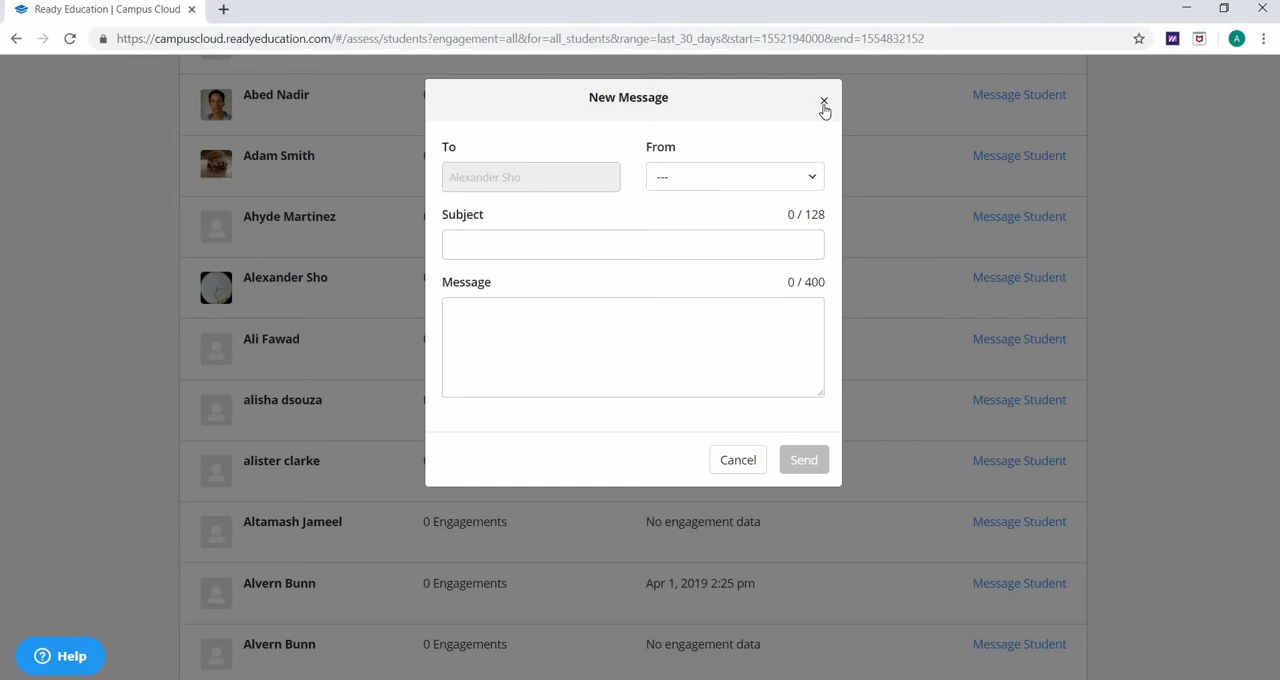 Ready Education | Campus Cloud
https://campuscloud.readyeducation.com/#/assess/students?engagement=all&for=all_students&range=last_30_days&start=1552194000&end=1554832152
A
New Message
To
From
Alexander Sho
---
Subject
0 / 128
Message
0 / 400
Cancel
Send
Abed Nadir
Message Student
Adam Smith
Message Student
Ahyde Martinez
Message Student
Alexander Sho
Message Student
Ali Fawad
Message Student
alisha dsouza
Message Student
alister clarke
Message Student
Altamash Jameel
0 Engagements
No engagement data
Message Student
Alvern Bunn
0 Engagements
Apr 1, 2019 2:25 pm
Message Student
Alvern Bunn
0 Engagements
No engagement data
Message Student
Help